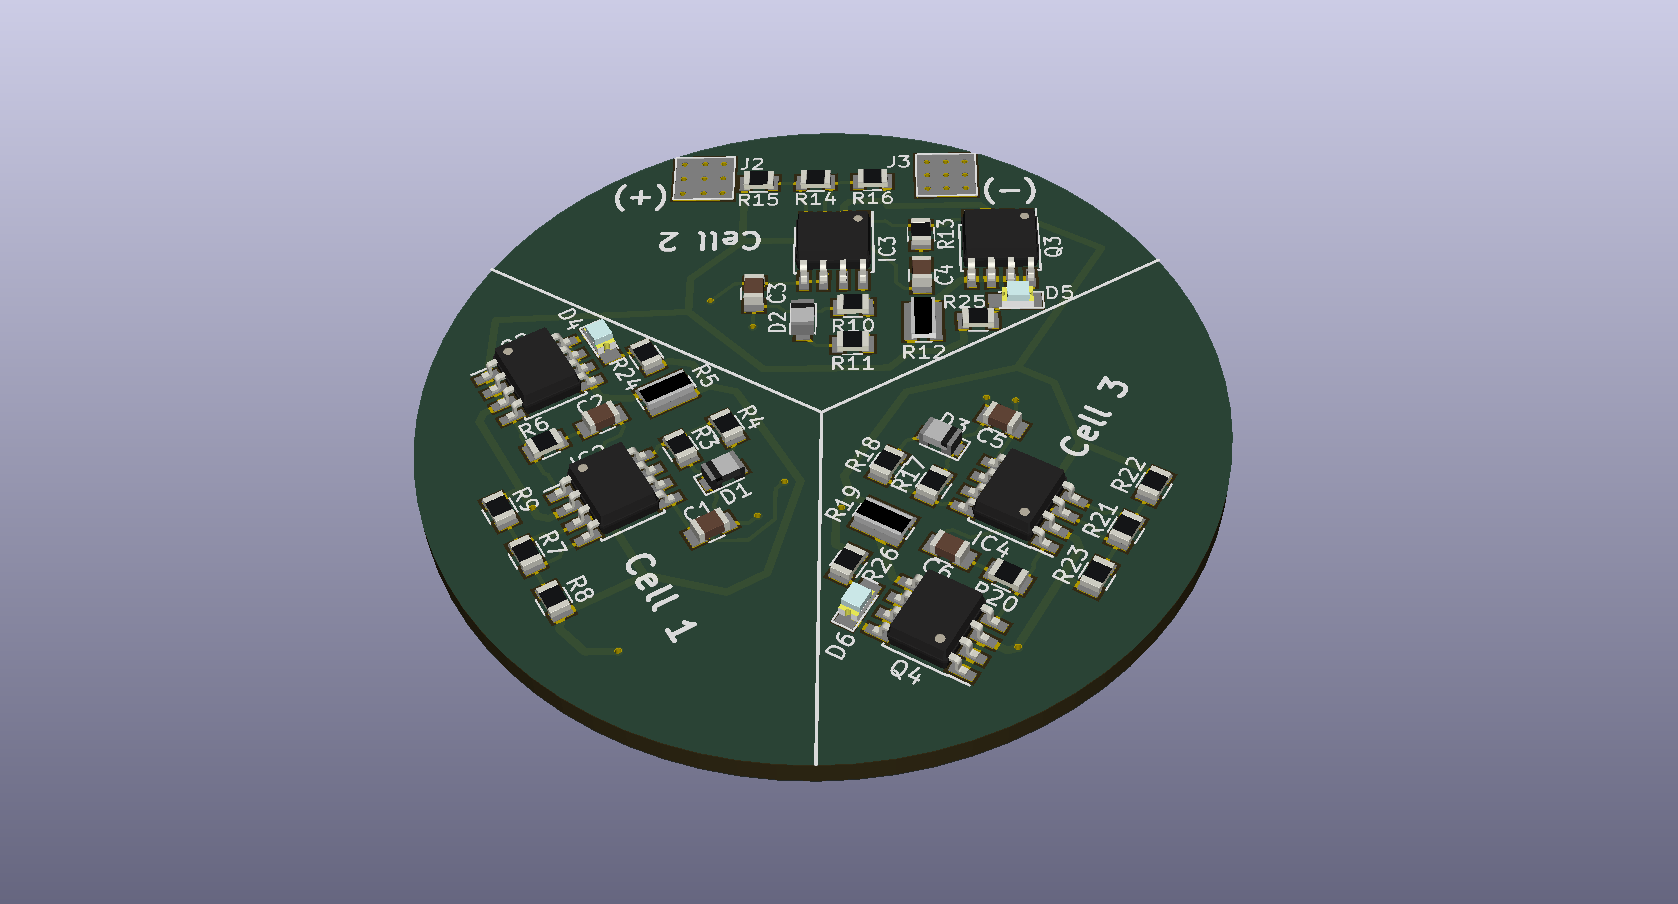 J2
J3
(+)
(-)
R15
R14
R16
Cell 2
IC3
R13
Q3
C4
C3
D2
R10
R11
R12
R25
D5
D4
R24
R5
C2
R6
R4
R3
D1
C1
R9
R7
R8
Cell 1
Cell 3
D3
C5
R18
R17
R19
R22
R21
R23
IC4
C6
R20
R26
D6
Q4